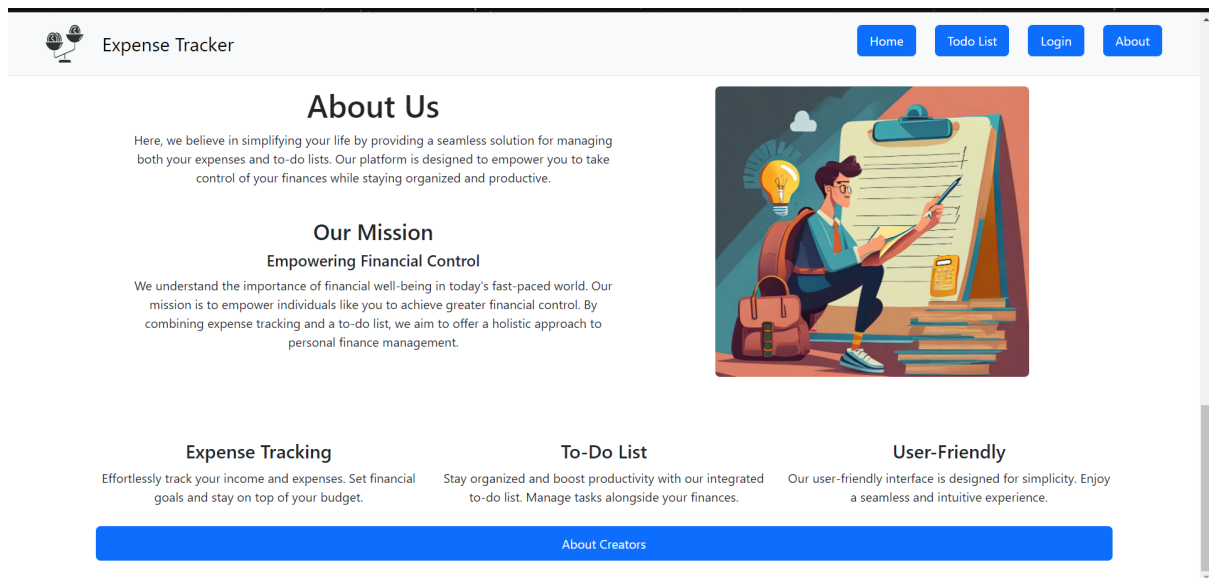 Expense Tracker
Home
Todo List
Login
About
About Us
Here, we believe in simplifying your life by providing a seamless solution for managing
both your expenses and to-do lists. Our platform is designed to empower you to take
control of your finances while staying organized and productive.
Our Mission
Empowering Financial Control
We understand the importance of financial well-being in today's fast-paced world. Our
mission is to empower individuals like you to achieve greater financial control. By
combining expense tracking and a to-do list, we aim to offer a holistic approach to
personal finance management.
Expense Tracking
Effortlessly track your income and expenses. Set financial
goals and stay on top of your budget.
To-Do List
Stay organized and boost productivity with our integrated
to-do list. Manage tasks alongside your finances.
User-Friendly
Our user-friendly interface is designed for simplicity. Enjoy
a seamless and intuitive experience.
About Creators